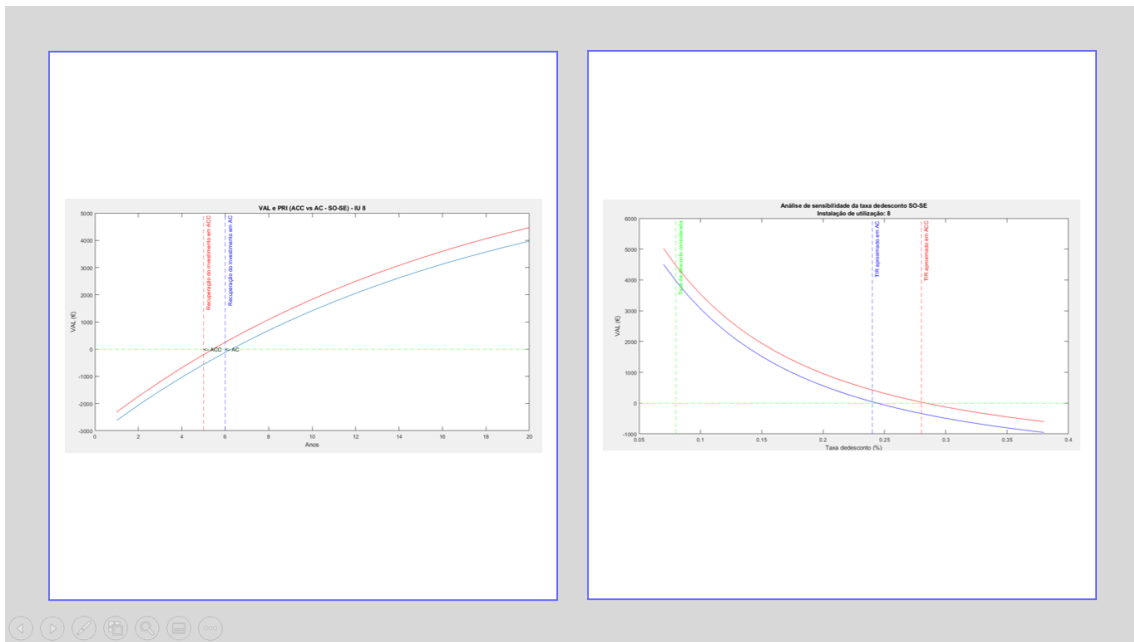 VAL e PRI (ACC vs AC - SO-SE) - IU 8
5000
4000
3000
2000
1000
0
-1000
-2000
-3000
VAL (€)
Recuperação do investimento em ACC
Recuperação do investimento em AC
<- ACC
<- AC
0 2 4 6 8 10 12 14 16 18 20
Anos
Análise de sensibilidade da taxa dedesconto SO-SE
Instalação de utilização: 8
6000
5000
4000
3000
2000
1000
0
-1000
VAL (€)
Taxa de desconto considerada
TIR aproximado em AC
TIR aproximado em ACC
0.05 0.1 0.15 0.2 0.25 0.3 0.35 0.4
Taxa dedesconto (%)